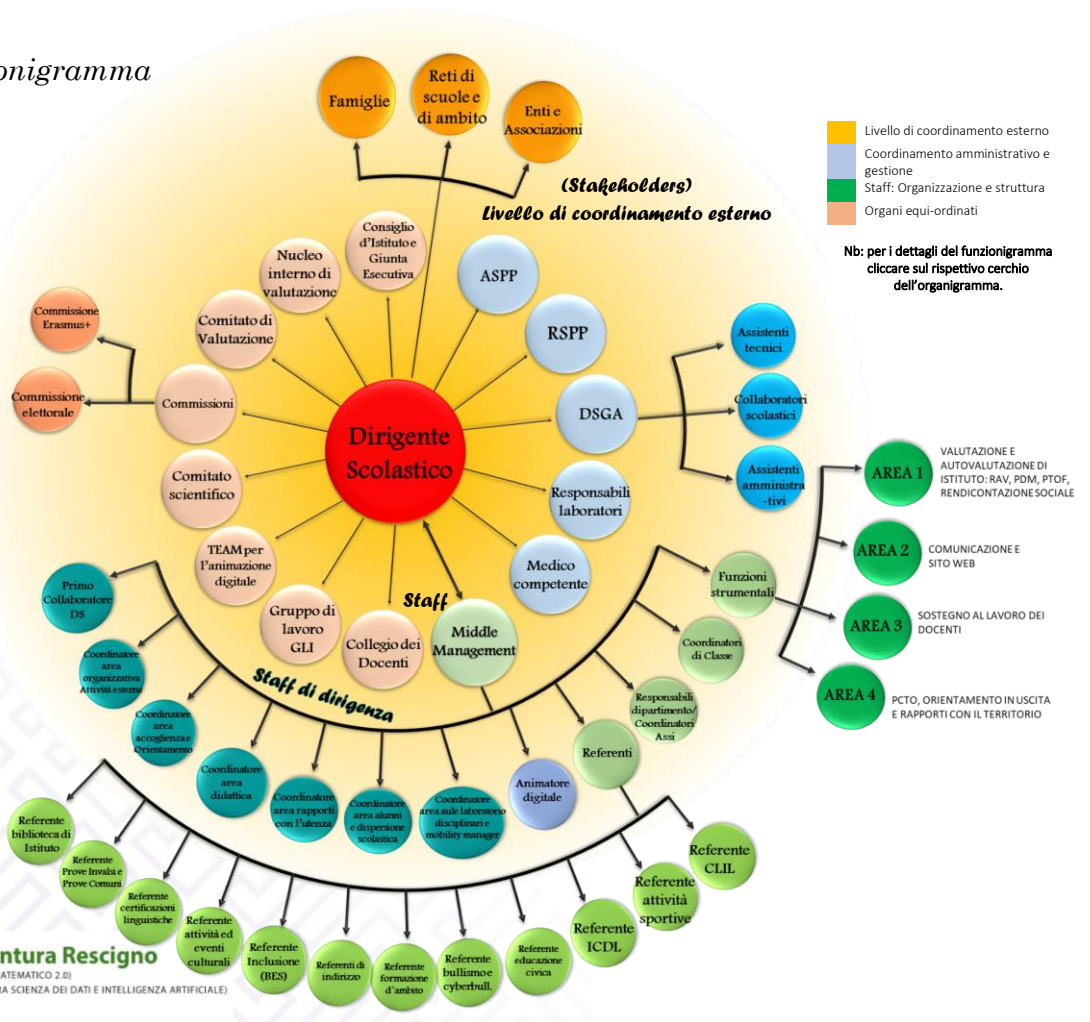 onigramma
Famiglie
Reti di
scuole e
di ambito
Enti e
Associazioni
(Stakeholders)
Livello di coordinamento esterno
Livello di coordinamento esterno
Coordinamento amministrativo e
gestione
Staff: Organizzazione e struttura
Organi equi-ordinati
Nb: per i dettagli del funzionigramma
cliccare sul rispettivo cerchio
dell'organigramma.
Consiglio
d'Istituto e
Giunta
Esecutiva
Nucleo
interno di
valutazione
Comitato di
Valutazione
Commissioni
Commissione
Erasmus+
Commissione
elettorale
Comitato
scientifico
TEAM per
l'animazione
digitale
Gruppo di
lavoro
GLI
Collegio dei
Docenti
Dirigente
Scolastico
ASPP
RSPP
DSGA
Responsabili
laboratori
Medico
competente
Staff
Middle
Management
Assistenti
tecnici
Collaboratori
scolastici
Assistenti
amministra
-tivi
AREA 1
VALUTAZIONE E
AUTOVALUTAZIONE DI
ISTITUTO: RAV, PDM, PTOF,
RENDICONTAZIONE SOCIALE
AREA 2
COMUNICAZIONE E
SITO WEB
AREA 3
SOSTEGNO AL LAVORO DEI
DOCENTI
AREA 4
PCTO, ORIENTAMENTO IN USCITA
E RAPPORTI CON IL TERRITORIO
Funzioni
strumentali
Coordinatori
di Classe
Responsabili
dipartimento/
Coordinatori
Assi
Referenti
Animatore
digitale
Staff di dirigenza
Primo
Collaboratore
DS
Coordinatore
area
organizzativa
Attività esterne
Coordinatore
area
accoglienza e
Orientamento
Coordinatore
area
didattica
Coordinatore
area rapporti
con l'utenza
Coordinatore
area alunni
e dispersione
scolastica
Coordinatore
area aule laboratorio
disciplinari e
mobility manager
Referente
biblioteca di
Istituto
Referente
Prove Invalsi e
Prove Comuni
Referente
certificazioni
linguistiche
Referente
attività ed
eventi
culturali
Referente
Inclusione
(BES)
Referenti di
indirizzo
Referente
formazione
d'ambito
Referente
bullismo e
cyberbull.
Referente
educazione
civica
Referente
ICDL
Referente
attività
sportive
Referente
CLIL
ntura Rescigno
ATEMATICO 2.0)
RA SCIENZA DEI DATI E INTELLIGENZA ARTIFICIALE)